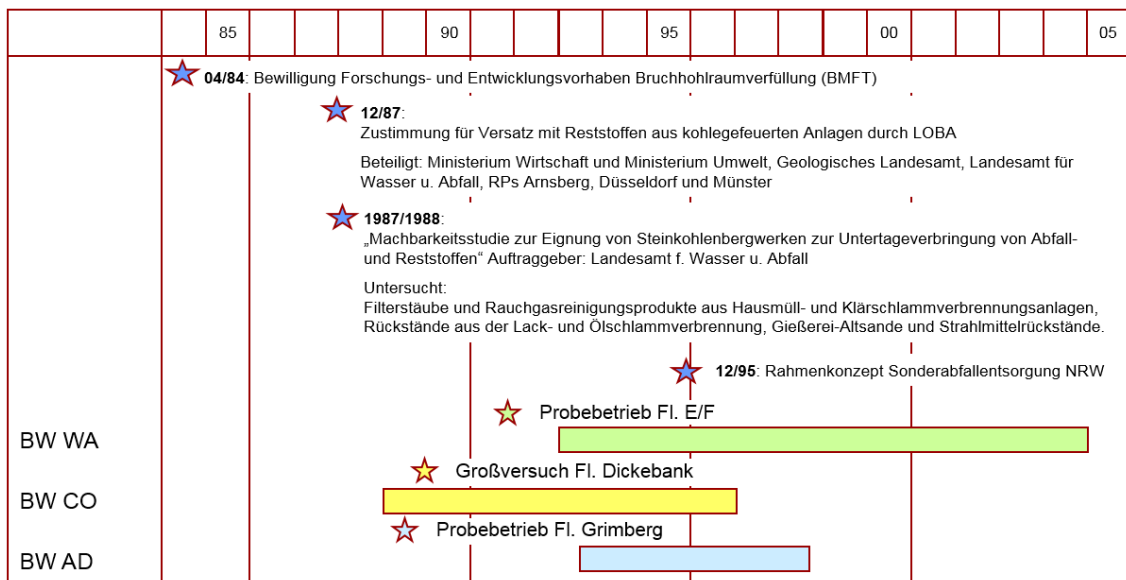 85 90 95 00 05
04/84: Bewilligung Forschungs- und Entwicklungsvorhaben Bruchhohlraumverfüllung (BMFT)
12/87:
Zustimmung für Versatz mit Reststoffen aus kohlegefeuerten Anlagen durch LOBA
Beteiligt: Ministerium Wirtschaft und Ministerium Umwelt, Geologisches Landesamt, Landesamt für
Wasser u. Abfall, RPs Arnsberg, Düsseldorf und Münster
1987/1988:
„Machbarkeitsstudie zur Eignung von Steinkohlenbergwerken zur Untertageverbringung von Abfall-
und Reststoffen“ Auftraggeber: Landesamt f. Wasser u. Abfall
Untersucht:
Filterstäube und Rauchgasreinigungsprodukte aus Hausmüll- und Klärschlammverbrennungsanlagen,
Rückstände aus der Lack- und Ölschlammverbrennung, Gießerei-Altsande und Strahlmittelrückstände.
12/95: Rahmenkonzept Sonderabfallentsorgung NRW
Probebetrieb Fl. E/F
BW WA
Großversuch Fl. Dickebank
BW CO
Probebetrieb Fl. Grimberg
BW AD